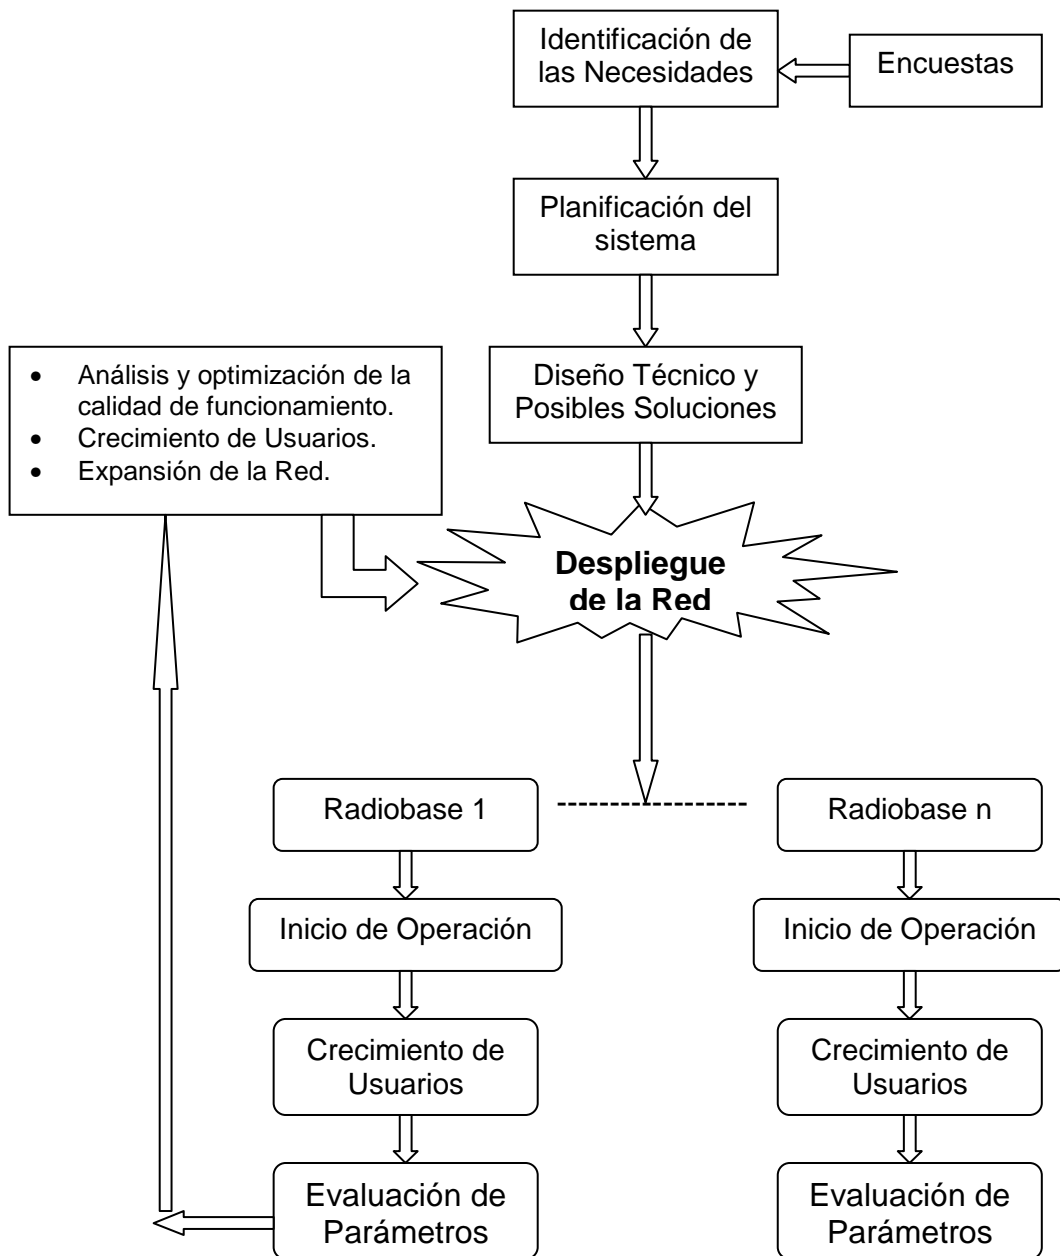 Identificación de
las Necesidades
Encuestas
Planificación del
sistema
Diseño Técnico y
Posibles Soluciones
• Análisis y optimización de la
calidad de funcionamiento.
• Crecimiento de Usuarios.
• Expansión de la Red.
Despliegue
de la Red
Radiobase 1
Inicio de Operación
Crecimiento de
Usuarios
Evaluación de
Parámetros
Radiobase n
Inicio de Operación
Crecimiento de
Usuarios
Evaluación de
Parámetros